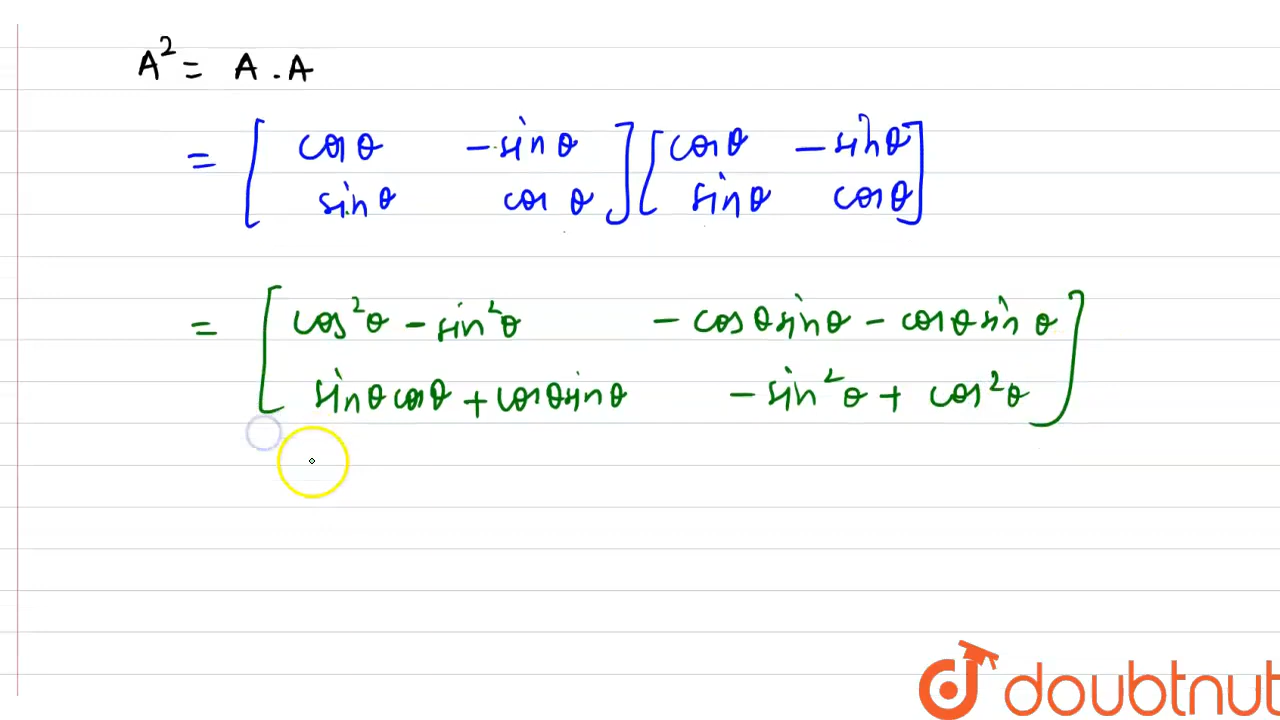 A² = A . A
= [ cosθ -sinθ ] [ cosθ -sinθ ]
[ sinθ cosθ ] [ sinθ cosθ ]
= [ cos²θ - sin²θ - cosθ sinθ - cosθ sinθ ]
[ sinθ cosθ + cosθ sinθ - sin²θ + cos²θ ]
doubtnut